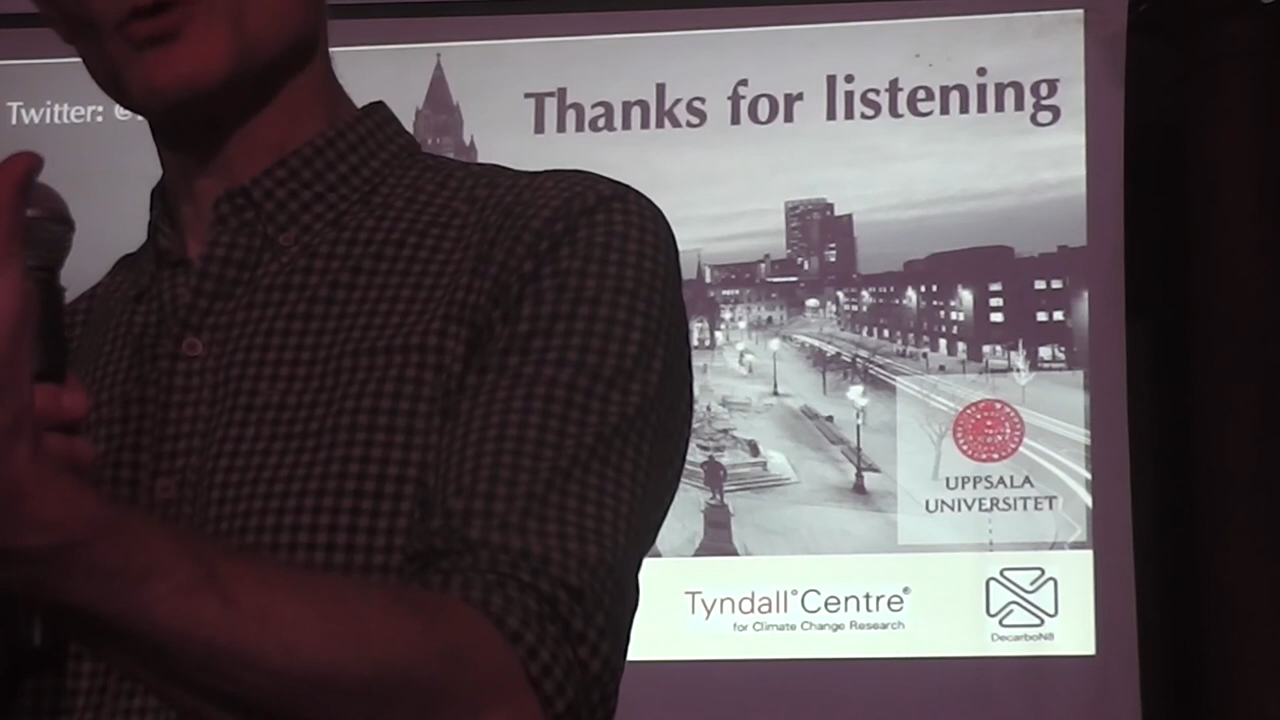 Twitter:
Thanks for listening
UPPSALA
UNIVERSITET
Tyndall°Centre®
for Climate Change Research
DecarboN8